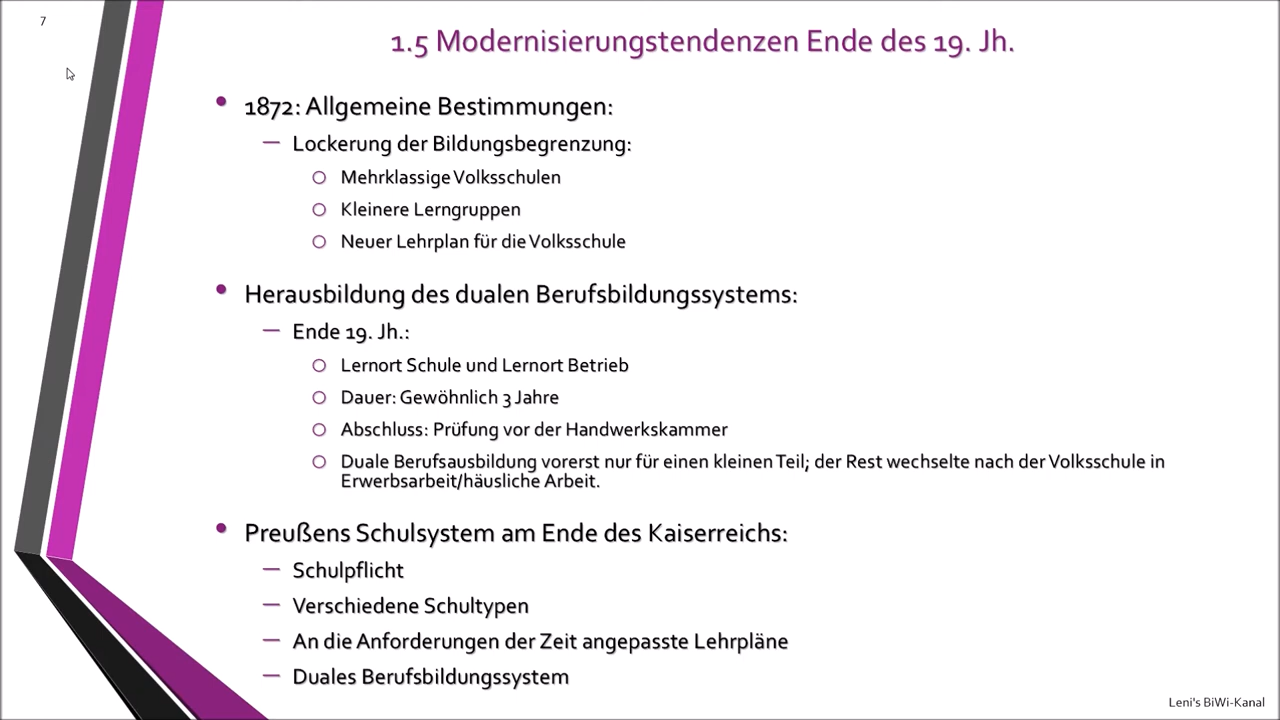 7
1.5 Modernisierungstendenzen Ende des 19. Jh.
• 1872: Allgemeine Bestimmungen:
– Lockerung der Bildungsbegrenzung:
○ Mehrklassige Volksschulen
○ Kleinere Lerngruppen
○ Neuer Lehrplan für die Volksschule
• Herausbildung des dualen Berufsbildungssystems:
– Ende 19. Jh.:
○ Lernort Schule und Lernort Betrieb
○ Dauer: Gewöhnlich 3 Jahre
○ Abschluss: Prüfung vor der Handwerkskammer
○ Duale Berufsausbildung vorerst nur für einen kleinen Teil; der Rest wechselte nach der Volksschule in
Erwerbsarbeit/häusliche Arbeit.
• Preußens Schulsystem am Ende des Kaiserreichs:
– Schulpflicht
– Verschiedene Schultypen
– An die Anforderungen der Zeit angepasste Lehrpläne
– Duales Berufsbildungssystem
Leni's BiWi-Kanal